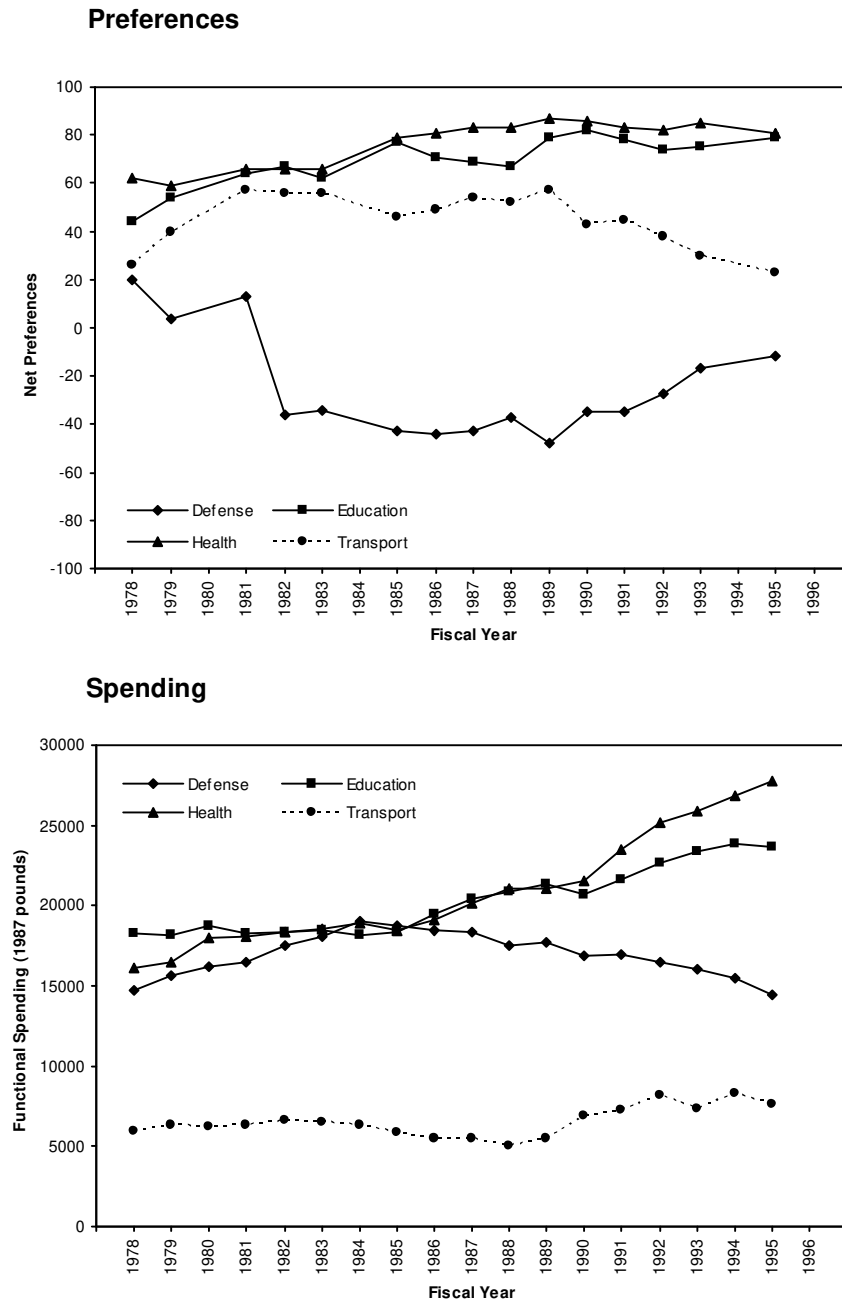 Preferences
100
80
60
40
20
0
-20
-40
-60
-80
-100
Net Preferences
Defense Education
Health Transport
1978 1979 1980 1981 1982 1983 1985 1986 1987 1988 1989 1990 1991 1992 1993 1994 1995 1996
Fiscal Year
Spending
30000
25000
20000
15000
10000
5000
0
Functional Spending (1987 pounds)
Defense Education
Health Transport
1978 1979 1980 1981 1982 1983 1984 1985 1986 1987 1988 1989 1990 1991 1992 1993 1994 1995 1996
Fiscal Year